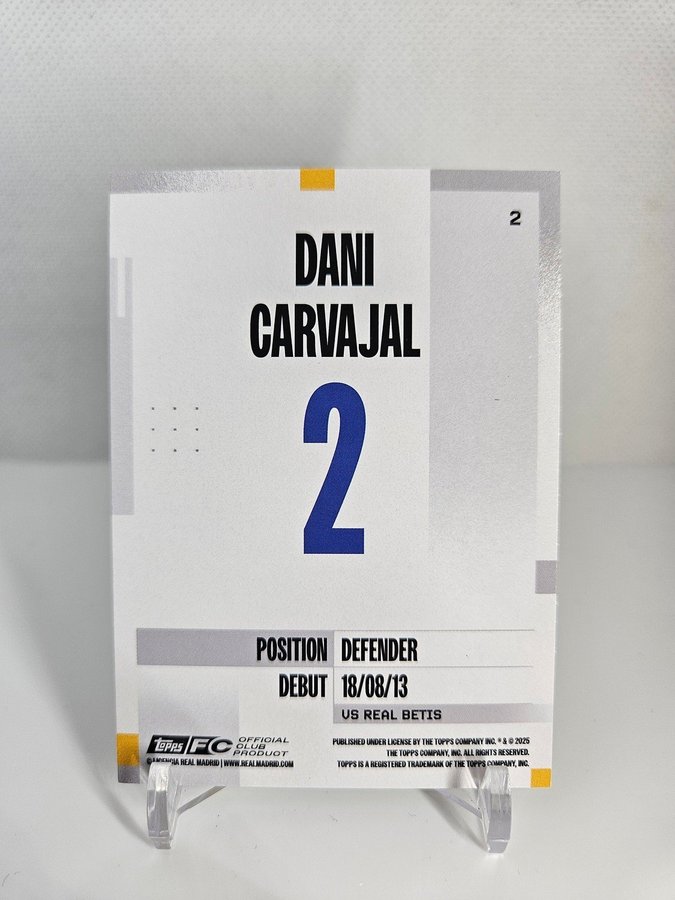 2
DANI
CARVAJAL
2
POSITION DEFENDER
DEBUT 18/08/13
VS REAL BETIS
Topps FC OFFICIAL
CLUB
PRODUCT
© AGENCIA REAL MADRID | WWW.REALMADRID.COM
PUBLISHED UNDER LICENSE BY THE TOPPS COMPANY INC. ® & © 2025
THE TOPPS COMPANY, INC. ALL RIGHTS RESERVED.
TOPPS IS A REGISTERED TRADEMARK OF THE TOPPS COMPANY, INC.